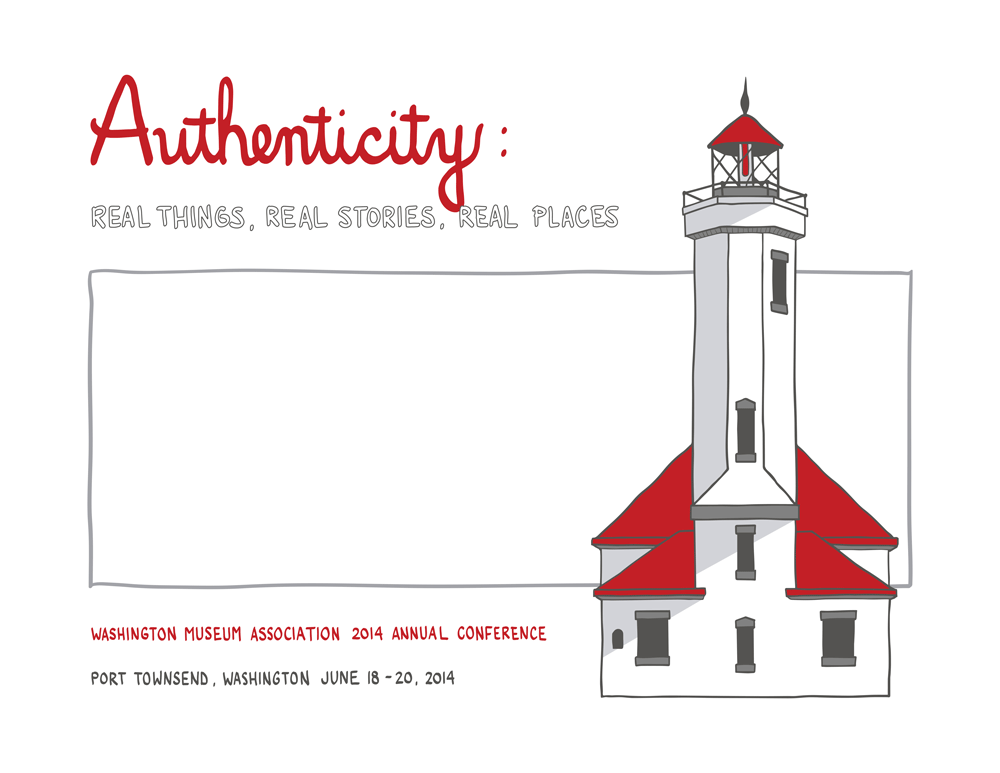 Authenticity:
REAL THINGS, REAL STORIES, REAL PLACES
WASHINGTON MUSEUM ASSOCIATION 2014 ANNUAL CONFERENCE
PORT TOWNSEND, WASHINGTON JUNE 18-20, 2014